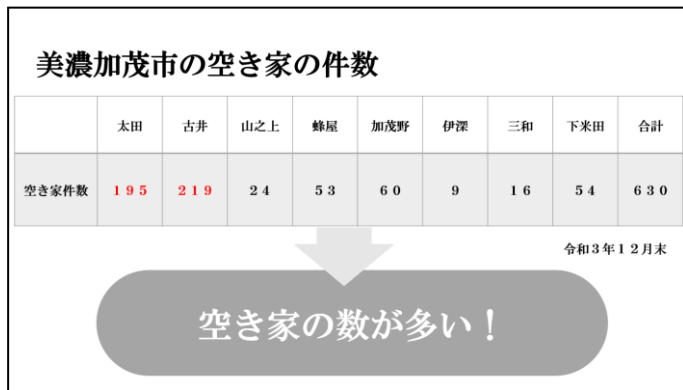 美濃加茂市の空き家の件数
太田 古井 山之上 蜂屋 加茂野 伊深 三和 下米田 合計
空き家件数 １９５ ２１９ ２４ ５３ ６０ ９ １６ ５４ ６３０
令和３年１２月末
空き家の数が多い！